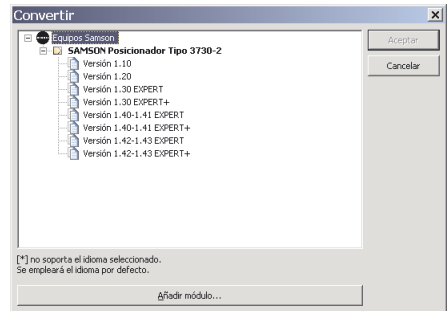 Convertir
Equipos Samson
SAMSON Posicionador Tipo 3730-2
Versión 1.10
Versión 1.20
Versión 1.30 EXPERT
Versión 1.30 EXPERT+
Versión 1.40-1.41 EXPERT
Versión 1.40-1.41 EXPERT+
Versión 1.42-1.43 EXPERT
Versión 1.42-1.43 EXPERT+
Aceptar
Cancelar
[*] no soporta el idioma seleccionado.
Se empleará el idioma por defecto.
Añadir módulo...